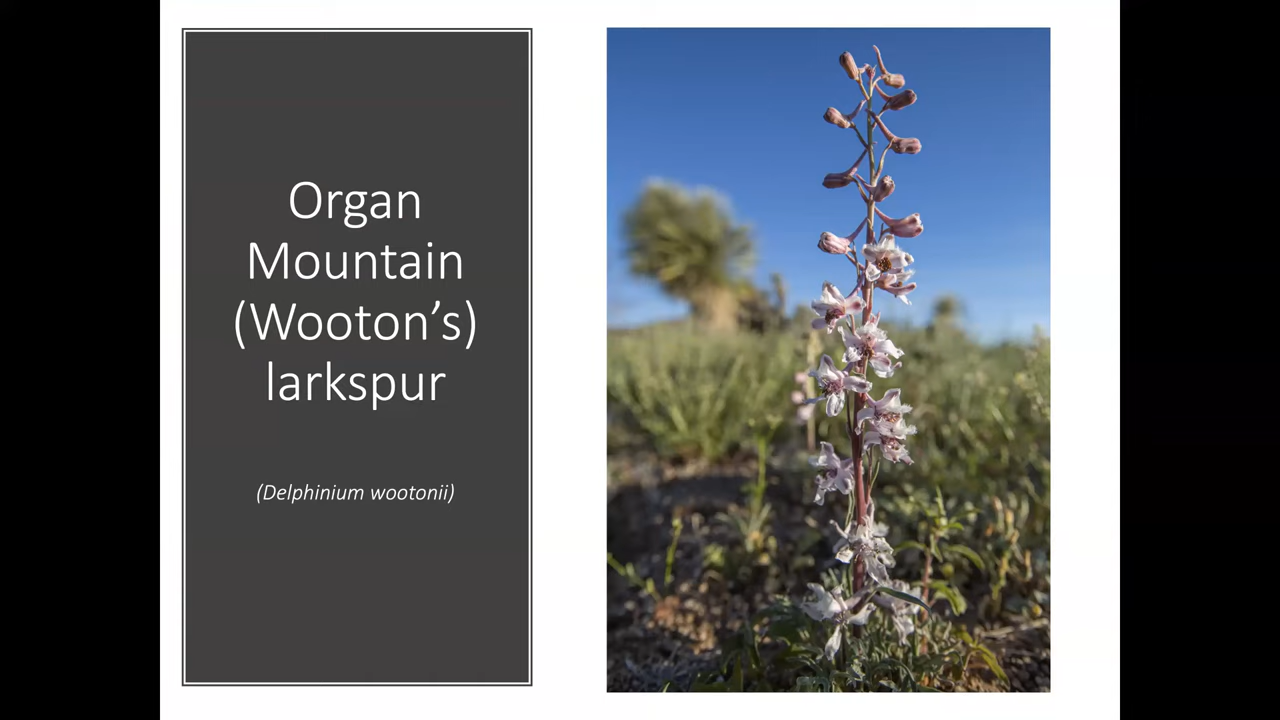 Organ
Mountain
(Wooton’s)
larkspur
(Delphinium wootonii)